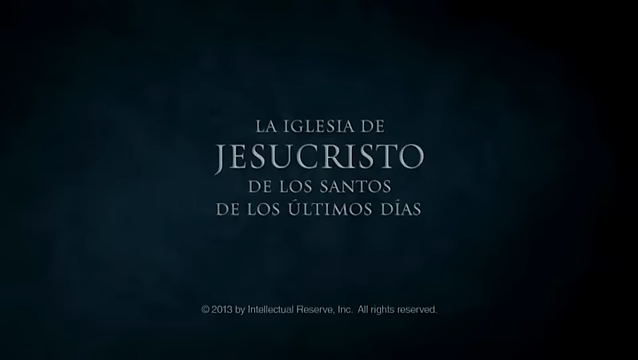 LA IGLESIA DE
JESUCRISTO
DE LOS SANTOS
DE LOS ÚLTIMOS DÍAS
© 2013 by Intellectual Reserve, Inc. All rights reserved.